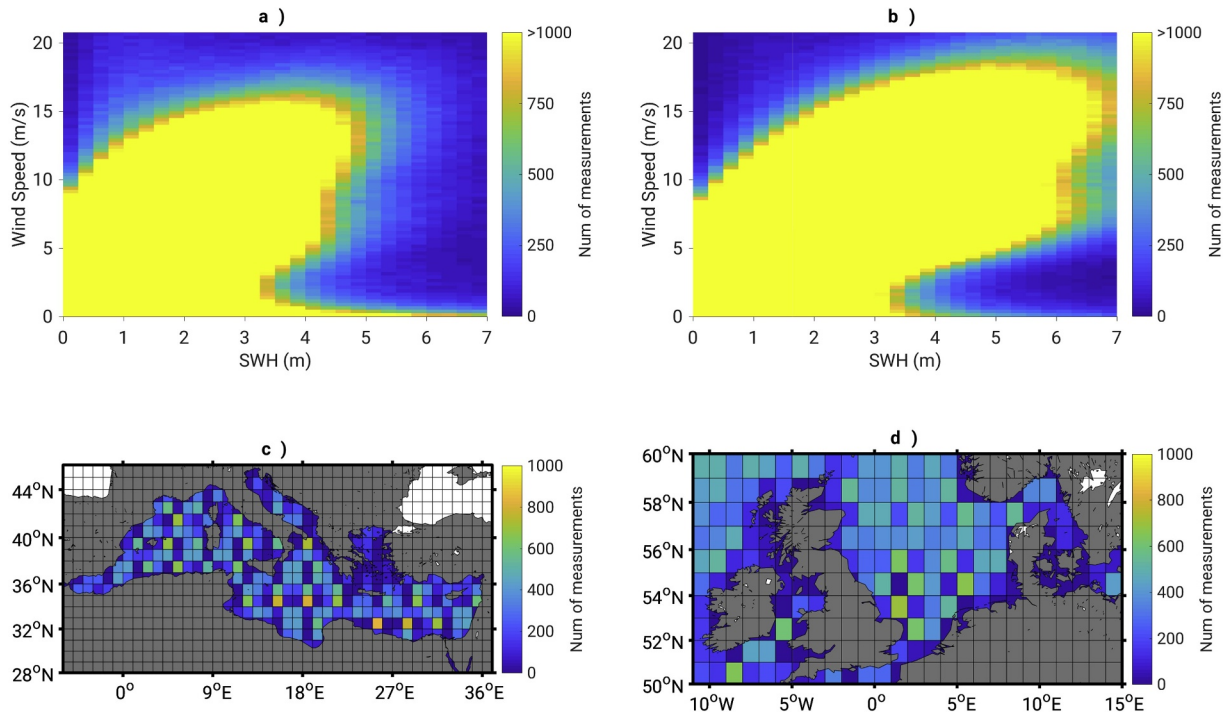 a )
>1000
750
500
250
0
Num of measurements
20
15
10
5
0
Wind Speed (m/s)
0 1 2 3 4 5 6 7
SWH (m)
b )
>1000
750
500
250
0
Num of measurements
20
15
10
5
0
Wind Speed (m/s)
0 1 2 3 4 5 6 7
SWH (m)
c )
44°N
40°N
36°N
32°N
28°N
0° 9°E 18°E 27°E 36°E
1000
800
600
400
200
0
Num of measurements
d )
60°N
58°N
56°N
54°N
52°N
50°N
10°W 5°W 0° 5°E 10°E 15°E
1000
800
600
400
200
0
Num of measurements